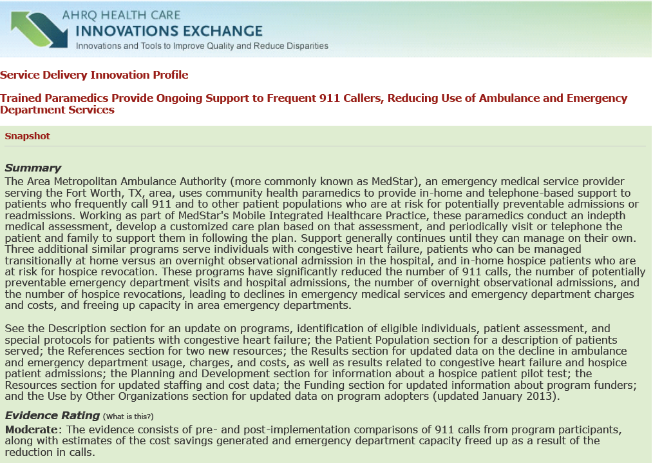 AHRQ HEALTH CARE
INNOVATIONS EXCHANGE
Innovations and Tools to Improve Quality and Reduce Disparities
Service Delivery Innovation Profile
Trained Paramedics Provide Ongoing Support to Frequent 911 Callers, Reducing Use of Ambulance and Emergency
Department Services
Snapshot
Summary
The Area Metropolitan Ambulance Authority (more commonly known as MedStar), an emergency medical service provider
serving the Fort Worth, TX, area, uses community health paramedics to provide in-home and telephone-based support to
patients who frequently call 911 and to other patient populations who are at risk for potentially preventable admissions or
readmissions. Working as part of MedStar's Mobile Integrated Healthcare Practice, these paramedics conduct an indepth
medical assessment, develop a customized care plan based on that assessment, and periodically visit or telephone the
patient and family to support them in following the plan. Support generally continues until they can manage on their own.
Three additional similar programs serve individuals with congestive heart failure, patients who can be managed
transitionally at home versus an overnight observational admission in the hospital, and in-home hospice patients who are
at risk for hospice revocation. These programs have significantly reduced the number of 911 calls, the number of potentially
preventable emergency department visits and hospital admissions, the number of overnight observational admissions, and
the number of hospice revocations, leading to declines in emergency medical services and emergency department charges
and costs, and freeing up capacity in area emergency departments.
See the Description section for an update on programs, identification of eligible individuals, patient assessment, and
special protocols for patients with congestive heart failure; the Patient Population section for a description of patients
served; the References section for two new resources; the Results section for updated data on the decline in ambulance
and emergency department usage, charges, and costs, as well as results related to congestive heart failure and hospice
patient admissions; the Planning and Development section for information about a hospice patient pilot test; the
Resources section for updated staffing and cost data; the Funding section for updated information about program funders;
and the Use by Other Organizations section for updated data on program adopters (updated January 2013).
Evidence Rating (What is this?)
Moderate: The evidence consists of pre- and post-implementation comparisons of 911 calls from program participants,
along with estimates of the cost savings generated and emergency department capacity freed up as a result of the
reduction in calls.